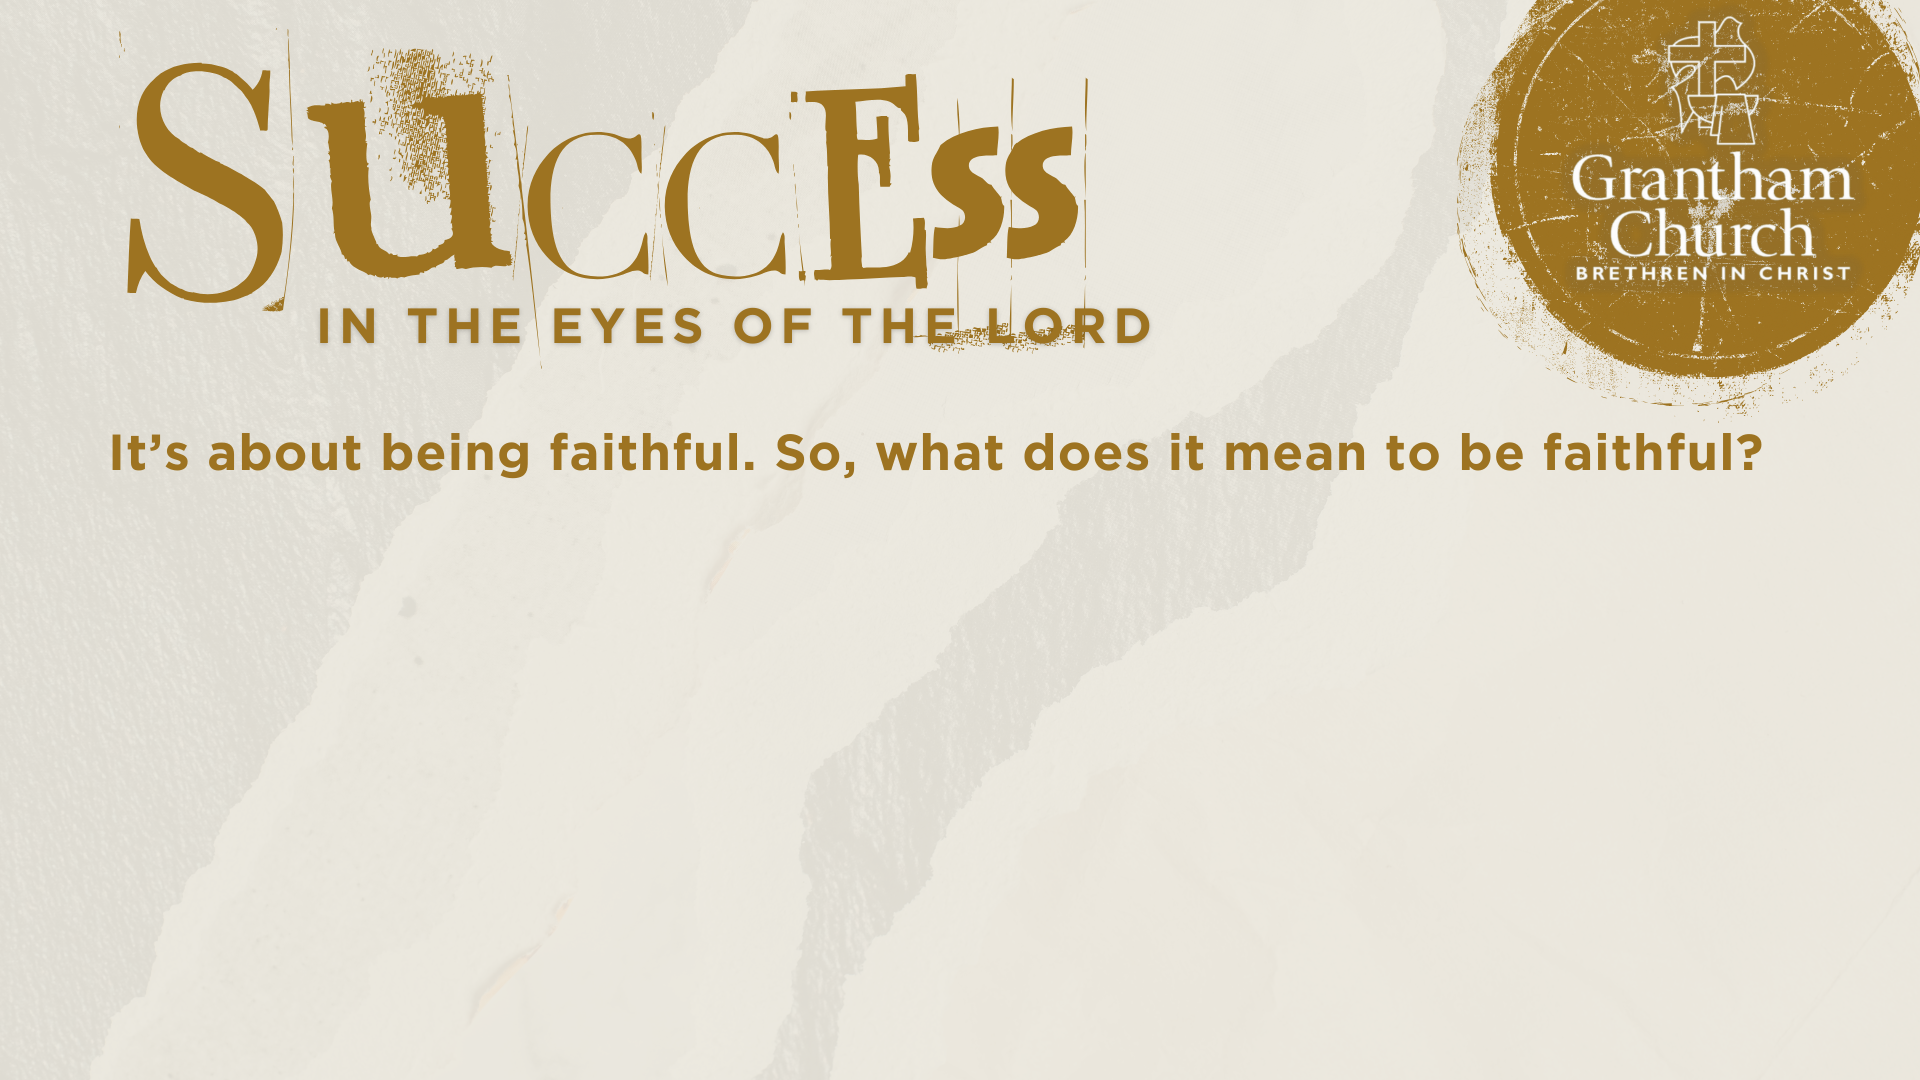 SuccEss
IN THE EYES OF THE LORD
Grantham
Church
BRETHREN IN CHRIST
It’s about being faithful. So, what does it mean to be faithful?